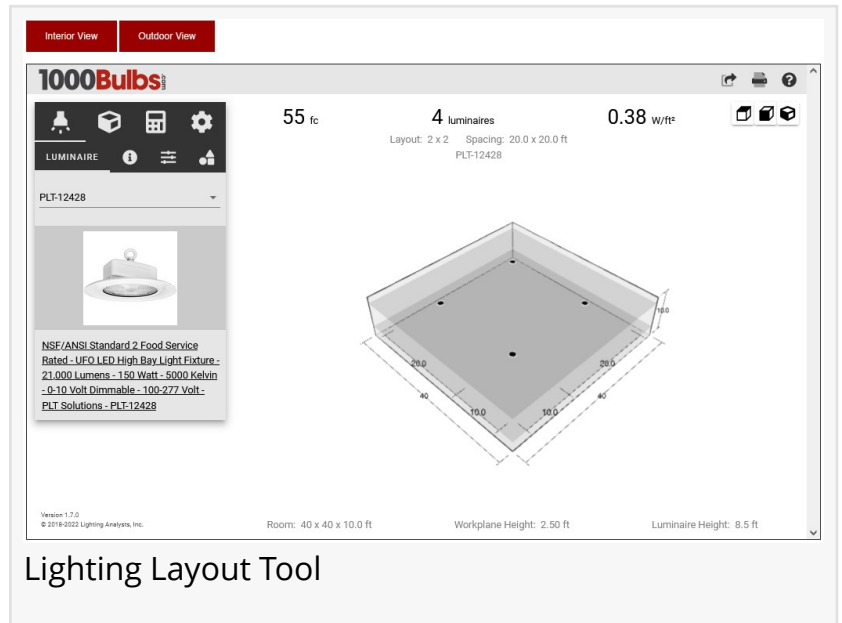 Interior View Outdoor View
1000Bulbs.com
55 fc 4 luminaires 0.38 W/ft²
Layout: 2 x 2 Spacing: 20.0 x 20.0 ft
PLT-12428
LUMINAIRE
PLT-12428
NSF/ANSI Standard 2 Food Service
Rated - UFO LED High Bay Light Fixture -
21,000 Lumens - 150 Watt - 5000 Kelvin
- 0-10 Volt Dimmable - 100-277 Volt -
PLT Solutions - PLT-12428
10.0
20.0 20.0
40 40
10.0 10.0
Version 1.7.0
© 2018-2022 Lighting Analysts, Inc.
Room: 40 x 40 x 10.0 ft Workplane Height: 2.50 ft Luminaire Height: 8.5 ft
Lighting Layout Tool